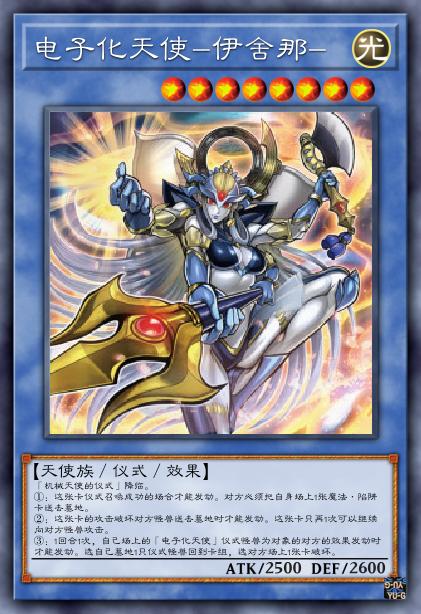 电子化天使-伊舍那-
光
【天使族/仪式/效果】
「机械天使的仪式」降临。
①:这张卡仪式召唤成功的场合才能发动。对方必须把自身场上1张魔法·陷阱
卡送去墓地。
②:这张卡的攻击破坏对方怪兽送去墓地时才能发动。这张卡只再1次可以继续
向对方怪兽攻击。
③:1回合1次,自己场上的「电子化天使」仪式怪兽为对象的对方的效果发动时
才能发动。选自己墓地1只仪式怪兽回到卡组,选对方场上1张卡破坏。
ATK/2500 DEF/2600